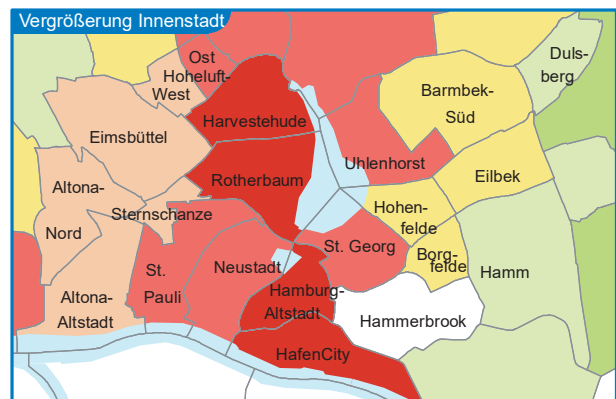 Vergrößerung Innenstadt
Ost
Hoheluft-
West
Duls-
berg
Barmbek-
Süd
Harvestehude
Eimsbüttel
Uhlenhorst
Eilbek
Rotherbaum
Altona-
Nord
Sternschanze
Hohen-
felde
St. Georg
Borg-
felde
Hamm
St.
Pauli
Neustadt
Hamburg-
Altstadt
Altona-
Altstadt
Hammerbrook
HafenCity